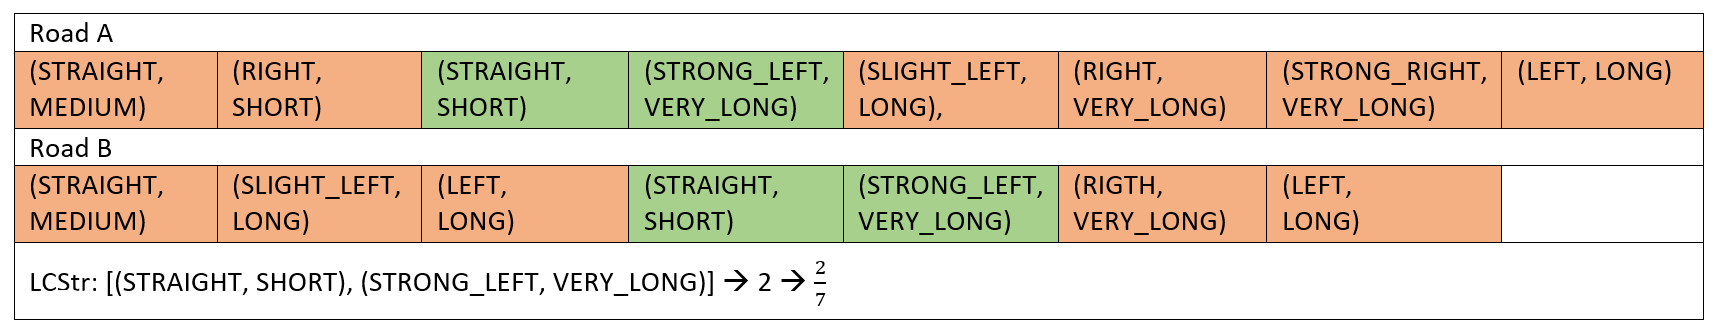 Road A
(STRAIGHT, (RIGHT, (STRAIGHT, (STRONG_LEFT, (SLIGHT_LEFT, (RIGHT, (STRONG_RIGHT, (LEFT, LONG)
MEDIUM) SHORT) SHORT) VERY_LONG) LONG), VERY_LONG) VERY_LONG)
Road B
(STRAIGHT, (SLIGHT_LEFT, (LEFT, (STRAIGHT, (STRONG_LEFT, (RIGTH, (LEFT,
MEDIUM) LONG) LONG) SHORT) VERY_LONG) VERY_LONG) LONG)
LCStr: [(STRAIGHT, SHORT), (STRONG_LEFT, VERY_LONG)] → 2 → 2/7